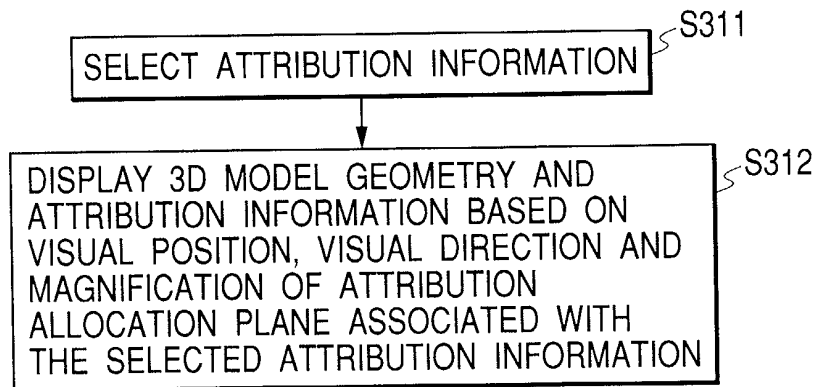 S311
SELECT ATTRIBUTION INFORMATION
S312
DISPLAY 3D MODEL GEOMETRY AND
ATTRIBUTION INFORMATION BASED ON
VISUAL POSITION, VISUAL DIRECTION AND
MAGNIFICATION OF ATTRIBUTION
ALLOCATION PLANE ASSOCIATED WITH
THE SELECTED ATTRIBUTION INFORMATION